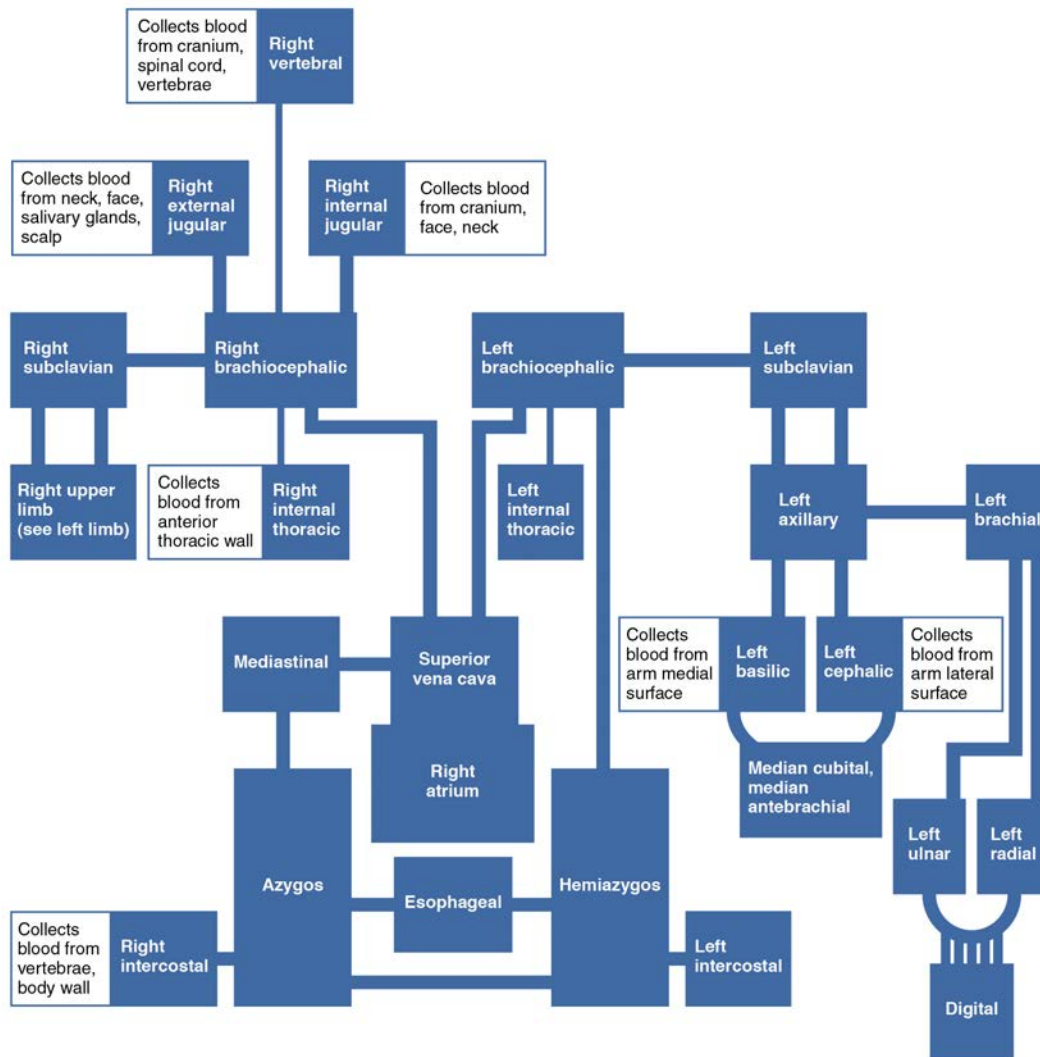 Collects blood
from cranium,
spinal cord,
vertebrae
Right
vertebral
Collects blood
from neck, face,
salivary glands,
scalp
Right
external
jugular
Right
internal
jugular
Collects blood
from cranium,
face, neck
Right
subclavian
Right
brachiocephalic
Left
brachiocephalic
Left
subclavian
Right upper
limb
(see left limb)
Collects
blood from
anterior
thoracic wall
Right
internal
thoracic
Left
internal
thoracic
Left
axillary
Left
brachial
Mediastinal
Superior
vena cava
Collects
blood from
arm medial
surface
Left
basilic
Left
cephalic
Collects
blood from
arm lateral
surface
Right
atrium
Median cubital,
median
antebrachial
Left
ulnar
Left
radial
Azygos
Esophageal
Hemiazygos
Collects
blood from
vertebrae,
body wall
Right
intercostal
Left
intercostal
Digital